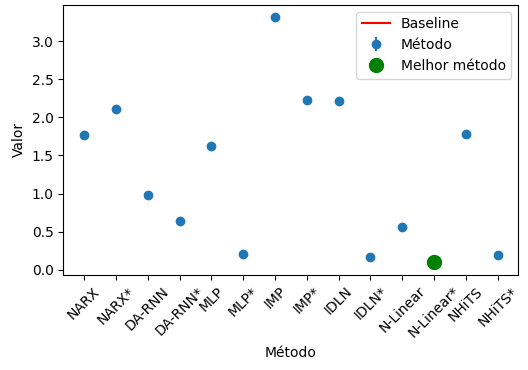 Baseline
Método
Melhor método
3.0
2.5
2.0
1.5
1.0
0.5
0.0
Valor
NARX
NARX*
DA-RNN
DA-RNN*
MLP
MLP*
IMP
IMP*
IDLN
IDLN*
N-Linear
N-Linear*
NHiTS
NHiTS*
Método